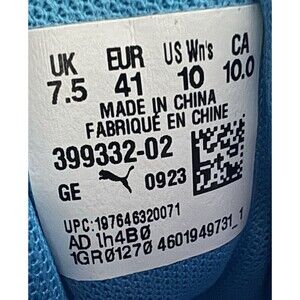 UK EUR US Wn's CA
7.5 41 10 10.0
MADE IN CHINA
FABRIQUÉ EN CHINE
399332-02
GE 0923
UPC:197646320071
AD 1h4B0
1GR01270 4601949731_1